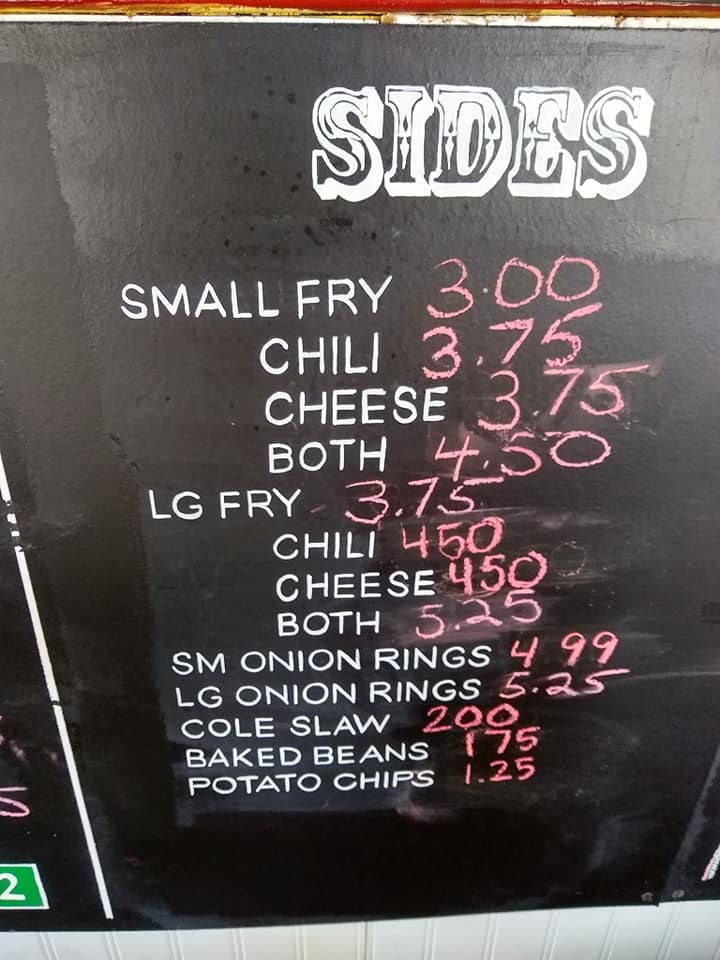 SIDES
SMALL FRY 3.00
CHILI 3.75
CHEESE 3.75
BOTH 4.50
LG FRY 3.75
CHILI 450
CHEESE 450
BOTH 5.25
SM ONION RINGS 4 99
LG ONION RINGS 5.25
COLE SLAW 200
BAKED BEANS 175
POTATO CHIPS 1.25
5
2